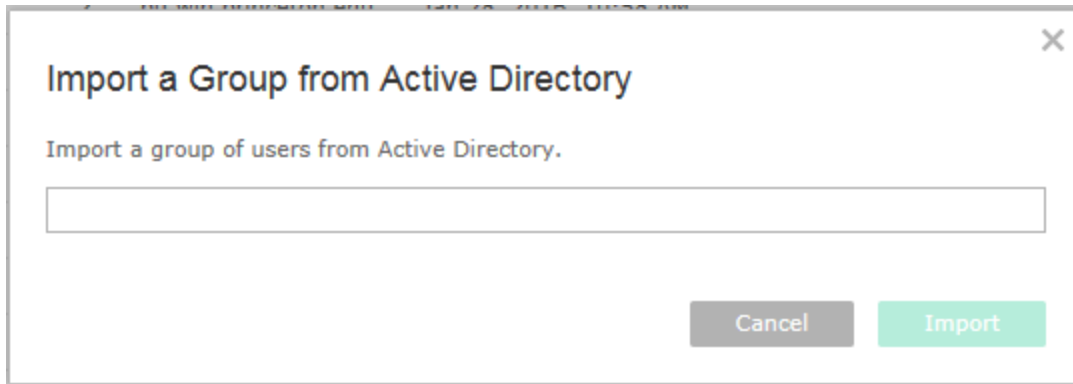 Import a Group from Active Directory
Import a group of users from Active Directory.
Cancel
Import